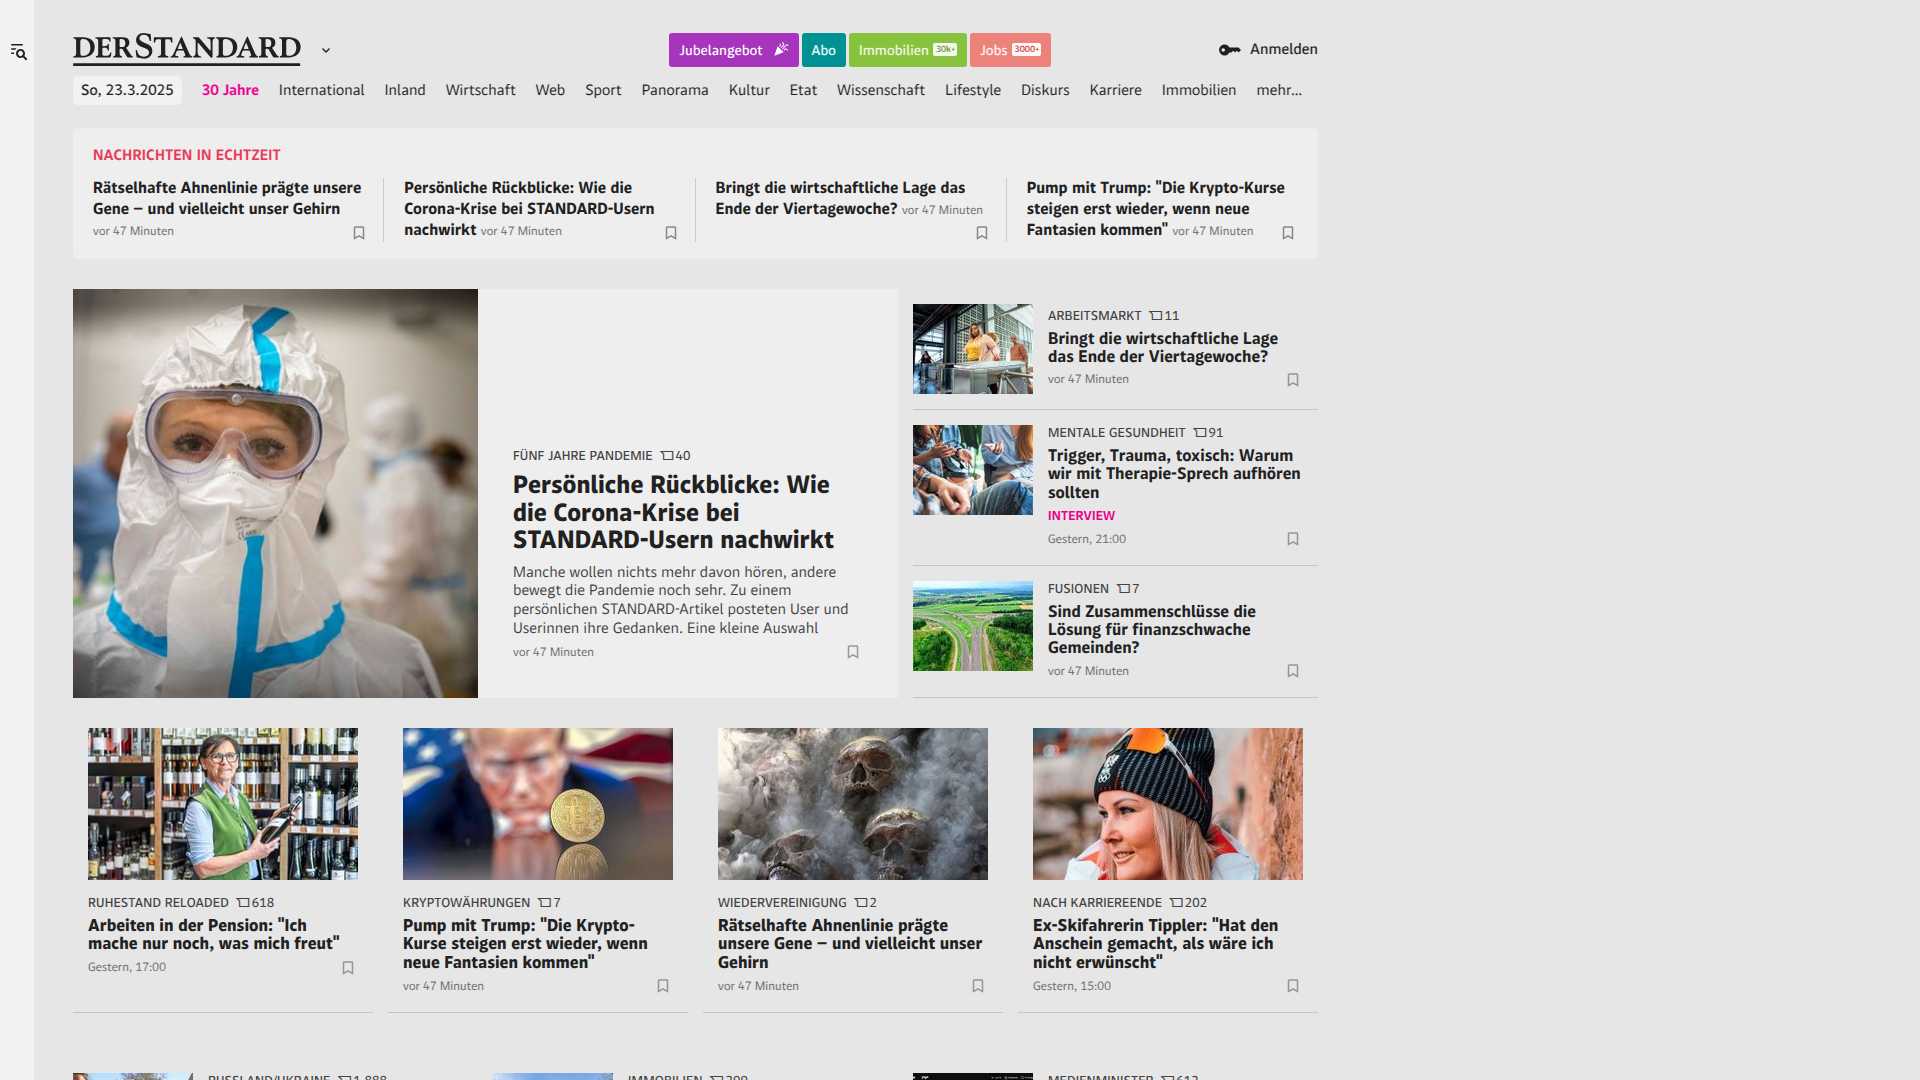 DERSTANDARD
Jubelangebot
Abo
Immobilien 30k+
Jobs 3000+
Anmelden
So, 23.3.2025
30 Jahre
International
Inland
Wirtschaft
Web
Sport
Panorama
Kultur
Etat
Wissenschaft
Lifestyle
Diskurs
Karriere
Immobilien
mehr...
NACHRICHTEN IN ECHTZEIT
Rätselhafte Ahnenlinie prägte unsere
Gene – und vielleicht unser Gehirn
vor 47 Minuten
Persönliche Rückblicke: Wie die
Corona-Krise bei STANDARD-Usern
nachwirkt vor 47 Minuten
Bringt die wirtschaftliche Lage das
Ende der Viertagewoche? vor 47 Minuten
Pump mit Trump: "Die Krypto-Kurse
steigen erst wieder, wenn neue
Fantasien kommen" vor 47 Minuten
FÜNF JAHRE PANDEMIE 40
Persönliche Rückblicke: Wie
die Corona-Krise bei
STANDARD-Usern nachwirkt
Manche wollen nichts mehr davon hören, andere
bewegt die Pandemie noch sehr. Zu einem
persönlichen STANDARD-Artikel posteten User und
Userinnen ihre Gedanken. Eine kleine Auswahl
vor 47 Minuten
ARBEITSMARKT 11
Bringt die wirtschaftliche Lage
das Ende der Viertagewoche?
vor 47 Minuten
MENTALE GESUNDHEIT 91
Trigger, Trauma, toxisch: Warum
wir mit Therapie-Sprech aufhören
sollten
INTERVIEW
Gestern, 21:00
FUSIONEN 7
Sind Zusammenschlüsse die
Lösung für finanzschwache
Gemeinden?
vor 47 Minuten
RUHESTAND RELOADED 618
Arbeiten in der Pension: "Ich
mache nur noch, was mich freut"
Gestern, 17:00
KRYPTOWÄHRUNGEN 7
Pump mit Trump: "Die Krypto-
Kurse steigen erst wieder, wenn
neue Fantasien kommen"
vor 47 Minuten
WIEDERVEREINIGUNG 2
Rätselhafte Ahnenlinie prägte
unsere Gene – und vielleicht unser
Gehirn
vor 47 Minuten
NACH KARRIEREENDE 202
Ex-Skifahrerin Tippler: "Hat den
Anschein gemacht, als wäre ich
nicht erwünscht"
Gestern, 15:00
RUSSLAND/UKRAINE 1.888
IMMOBILIEN
MEDIENMINISTER 613